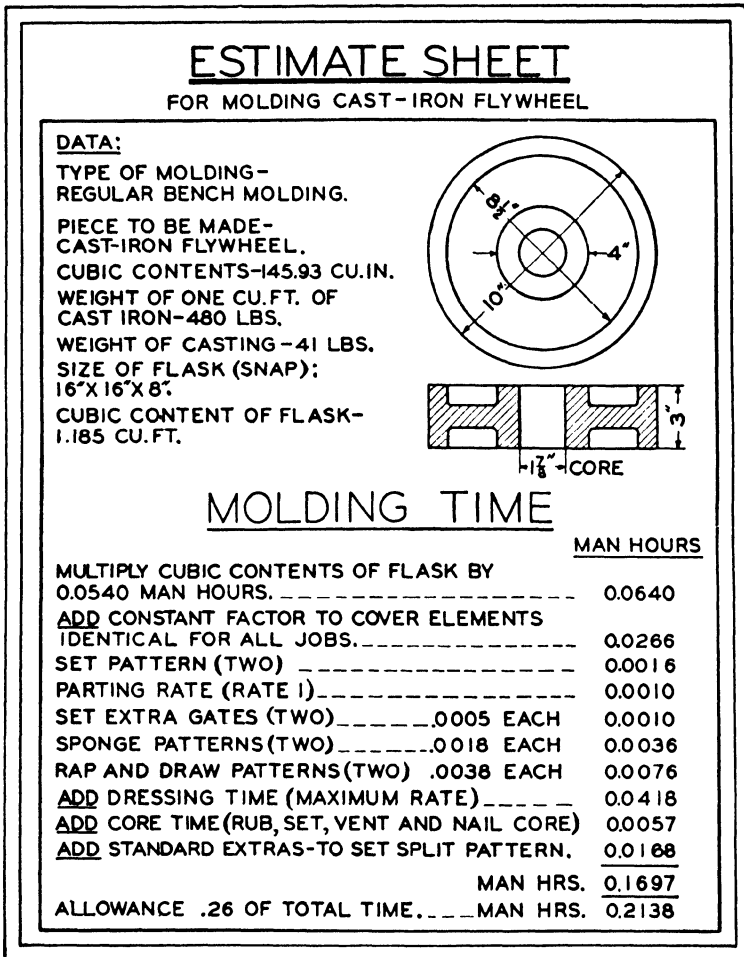 ESTIMATE SHEET
FOR MOLDING CAST-IRON FLYWHEEL
DATA:
TYPE OF MOLDING-
REGULAR BENCH MOLDING.
PIECE TO BE MADE-
CAST-IRON FLYWHEEL.
CUBIC CONTENTS-145.93 CU.IN.
WEIGHT OF ONE CU.FT. OF
CAST IRON-480 LBS.
WEIGHT OF CASTING-41 LBS.
SIZE OF FLASK (SNAP);
16"X 16"X 8".
CUBIC CONTENT OF FLASK-
1.185 CU.FT.
8 1/2"
4"
10"
3"
1 7/8" CORE
MOLDING TIME
MAN HOURS
MULTIPLY CUBIC CONTENTS OF FLASK BY
0.0540 MAN HOURS. 0.0640
ADD CONSTANT FACTOR TO COVER ELEMENTS
IDENTICAL FOR ALL JOBS. 0.0266
SET PATTERN (TWO) 0.0016
PARTING RATE (RATE 1) 0.0010
SET EXTRA GATES (TWO) .0005 EACH 0.0010
SPONGE PATTERNS (TWO) .0018 EACH 0.0036
RAP AND DRAW PATTERNS (TWO) .0038 EACH 0.0076
ADD DRESSING TIME (MAXIMUM RATE) 0.0418
ADD CORE TIME (RUB, SET, VENT AND NAIL CORE) 0.0057
ADD STANDARD EXTRAS-TO SET SPLIT PATTERN. 0.0168
MAN HRS. 0.1697
ALLOWANCE .26 OF TOTAL TIME. MAN HRS. 0.2138